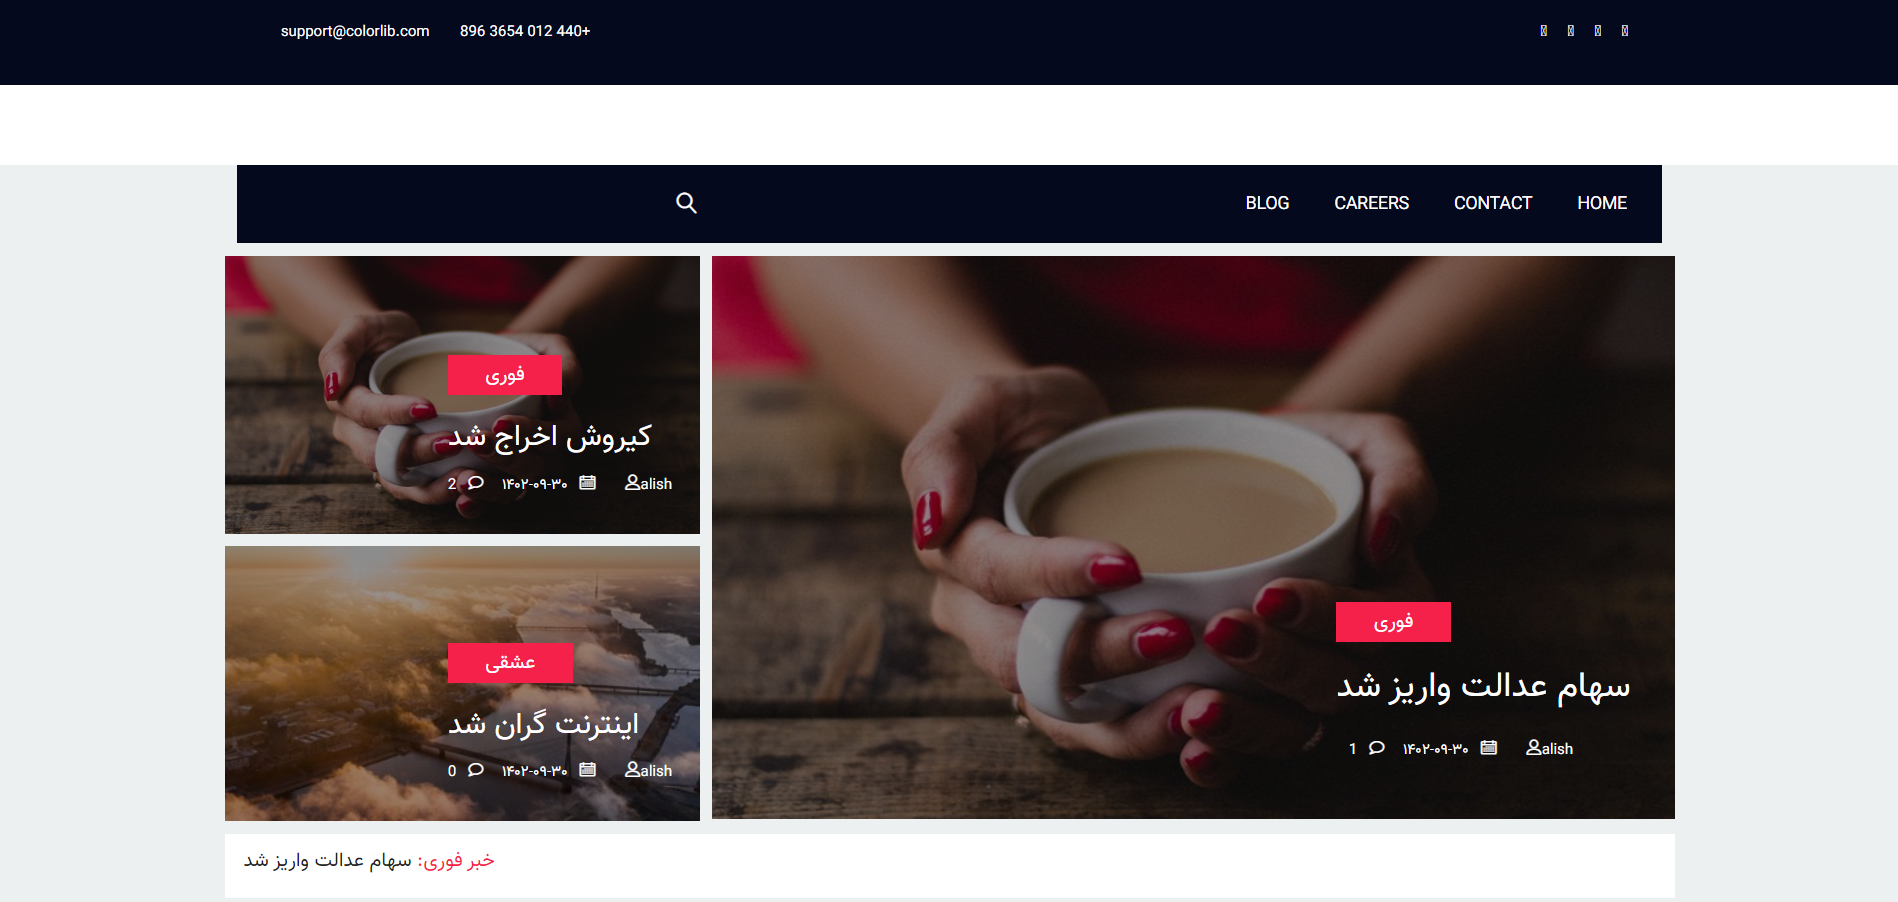 support@colorlib.com
896 3654 012 440+
HOME
CONTACT
CAREERS
BLOG
فوری
سهام عدالت واریز شد
alish ۱۴۰۲-۰۹-۳۰ 1
فوری
کیروش اخراج شد
alish ۱۴۰۲-۰۹-۳۰ 2
عشقی
اینترنت گران شد
alish ۱۴۰۲-۰۹-۳۰ 0
خبر فوری: سهام عدالت واریز شد